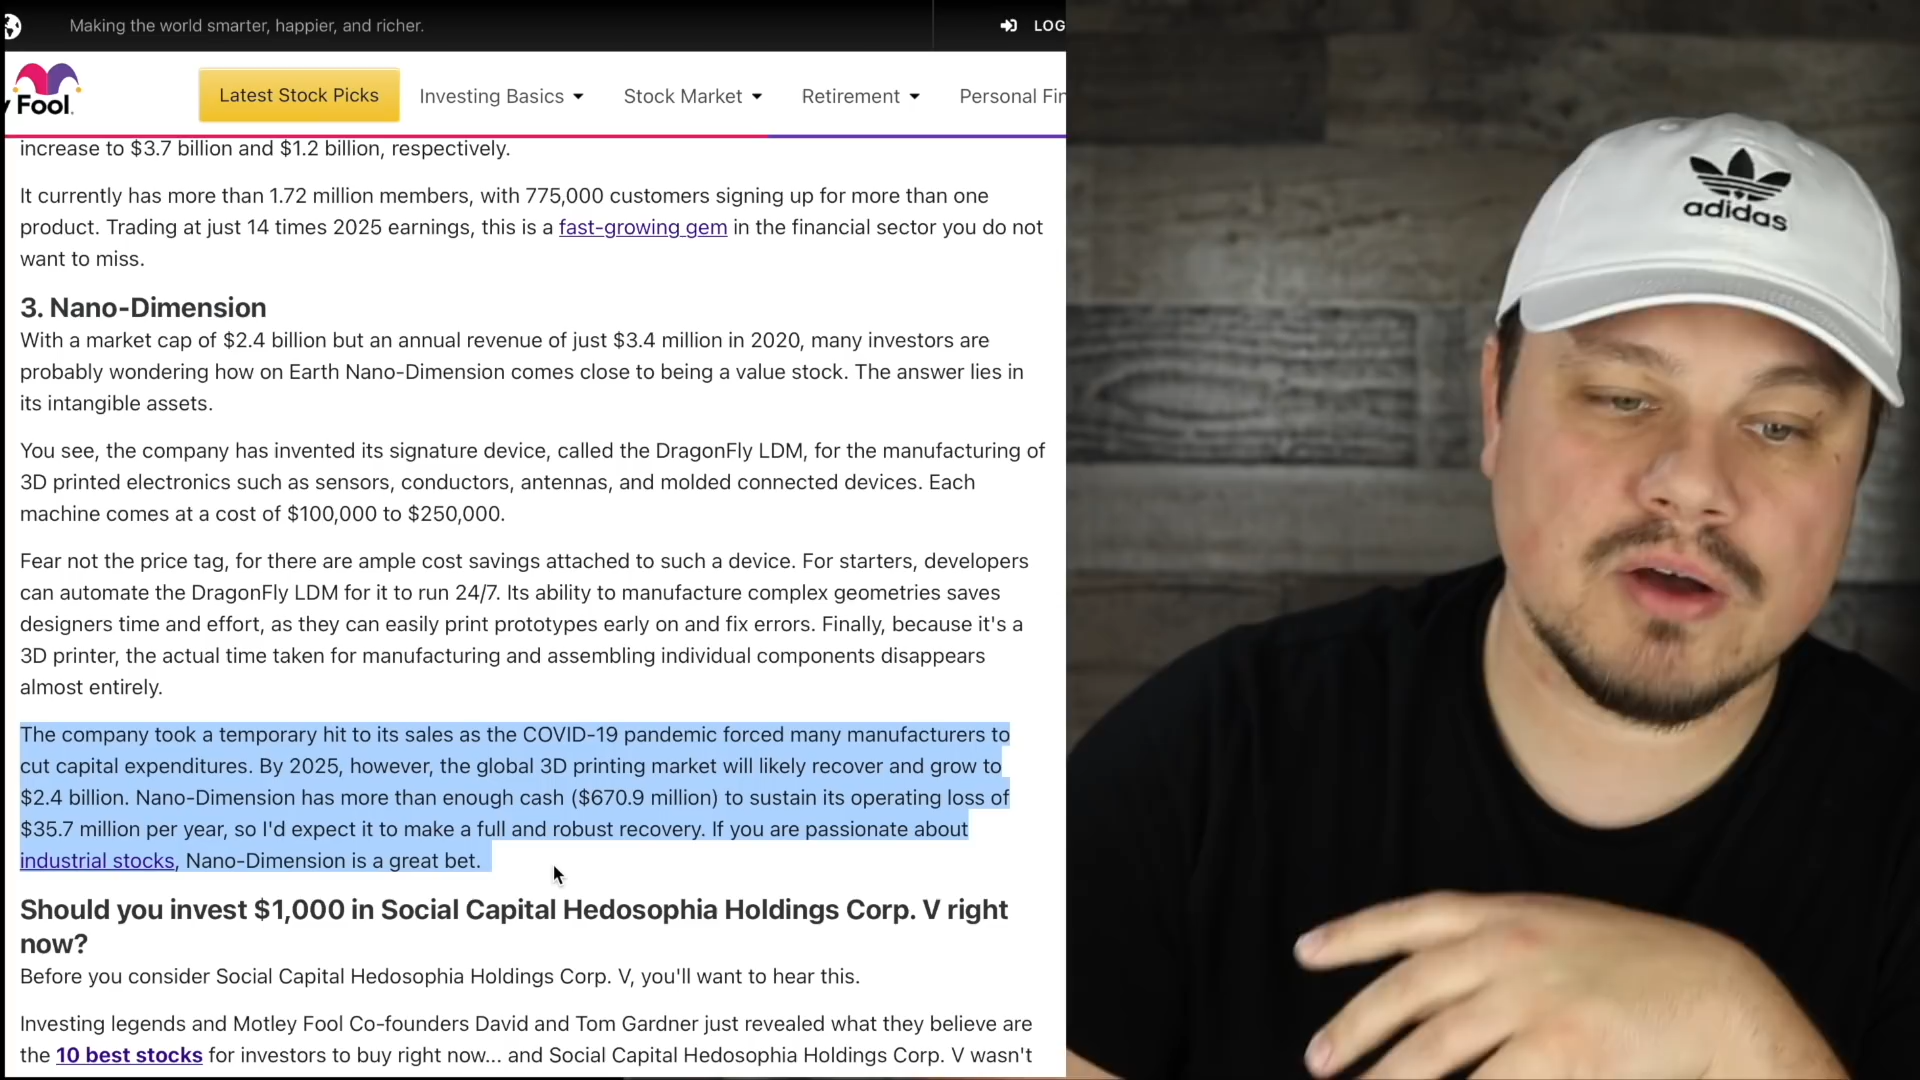 Making the world smarter, happier, and richer.
LOG
y Fool.
Latest Stock Picks
Investing Basics
Stock Market
Retirement
Personal Fin
increase to $3.7 billion and $1.2 billion, respectively.
It currently has more than 1.72 million members, with 775,000 customers signing up for more than one
product. Trading at just 14 times 2025 earnings, this is a fast-growing gem in the financial sector you do not
want to miss.
3. Nano-Dimension
With a market cap of $2.4 billion but an annual revenue of just $3.4 million in 2020, many investors are
probably wondering how on Earth Nano-Dimension comes close to being a value stock. The answer lies in
its intangible assets.
You see, the company has invented its signature device, called the DragonFly LDM, for the manufacturing of
3D printed electronics such as sensors, conductors, antennas, and molded connected devices. Each
machine comes at a cost of $100,000 to $250,000.
Fear not the price tag, for there are ample cost savings attached to such a device. For starters, developers
can automate the DragonFly LDM for it to run 24/7. Its ability to manufacture complex geometries saves
designers time and effort, as they can easily print prototypes early on and fix errors. Finally, because it's a
3D printer, the actual time taken for manufacturing and assembling individual components disappears
almost entirely.
The company took a temporary hit to its sales as the COVID-19 pandemic forced many manufacturers to
cut capital expenditures. By 2025, however, the global 3D printing market will likely recover and grow to
$2.4 billion. Nano-Dimension has more than enough cash ($670.9 million) to sustain its operating loss of
$35.7 million per year, so I'd expect it to make a full and robust recovery. If you are passionate about
industrial stocks, Nano-Dimension is a great bet.
Should you invest $1,000 in Social Capital Hedosophia Holdings Corp. V right
now?
Before you consider Social Capital Hedosophia Holdings Corp. V, you'll want to hear this.
Investing legends and Motley Fool Co-founders David and Tom Gardner just revealed what they believe are
the 10 best stocks for investors to buy right now... and Social Capital Hedosophia Holdings Corp. V wasn't
adidas